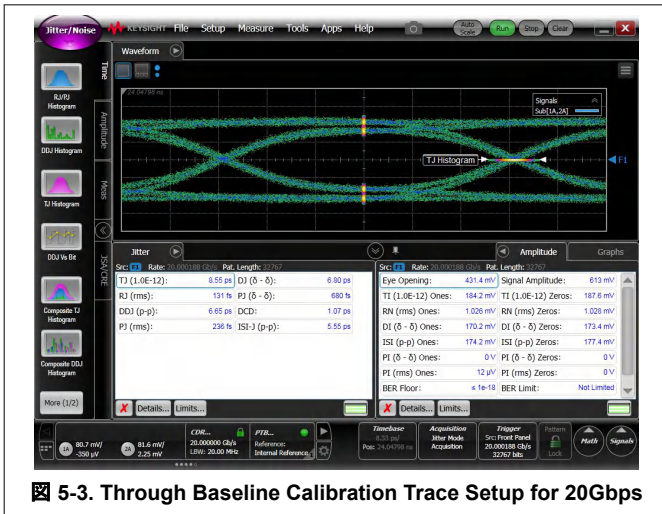 Jitter/Noise
KEYSIGHT File Setup Measure Tools Apps Help
Auto Scale
Run Stop Clear
X
Waveform
Time
Amplitude
Meas
JSA/CRE
RJ/PJ Histogram
DDJ Histogram
TJ Histogram
DDJ Vs Bit
Composite TJ Histogram
Composite DDJ Histogram
More (1/2)
24.04798 ns
Signals
Sub[1A,2A]
TJ Histogram
F1
Jitter
Src: F1 Rate: 20.000188 Gb/s Pat. Length: 32767
TJ (1.0E-12): 8.55 ps DJ (δ - δ): 6.80 ps
RJ (rms): 131 fs PJ (δ - δ): 680 fs
DDJ (p-p): 6.65 ps DCD: 1.07 ps
PJ (rms): 236 fs ISI-J (p-p): 5.55 ps
X Details... Limits...
Amplitude Graphs
Src: F1 Rate: 20.000188 Gb/s Pat. Length: 32767
Eye Opening: 431.4 mV Signal Amplitude: 613 mV
TI (1.0E-12) Ones: 184.2 mV TI (1.0E-12) Zeros: 187.6 mV
RN (rms) Ones: 1.026 mV RN (rms) Zeros: 1.028 mV
DI (δ - δ) Ones: 170.2 mV DI (δ - δ) Zeros: 173.4 mV
ISI (p-p) Ones: 174.2 mV ISI (p-p) Zeros: 177.4 mV
PI (δ - δ) Ones: 0 V PI (δ - δ) Zeros: 0 V
PI (rms) Ones: 12 µV PI (rms) Zeros: 0 V
BER Floor: ≤ 1e-18 BER Limit: Not Limited
X Details... Limits...
1A 80.7 mV/
-350 µV
2A 81.6 mV/
2.25 mV
CDR...
20.000000 Gb/s
LBW: 20.00 MHz
PTB...
Reference:
Internal Reference
Timebase
8.33 ps/
Pos: 24.04798 ns
Acquisition
Jitter Mode
Acquisition
Trigger
Src: Front Panel
20.000188 Gb/s
32767 bits
Pattern
Lock
Math
Signals
図 5-3. Through Baseline Calibration Trace Setup for 20Gbps